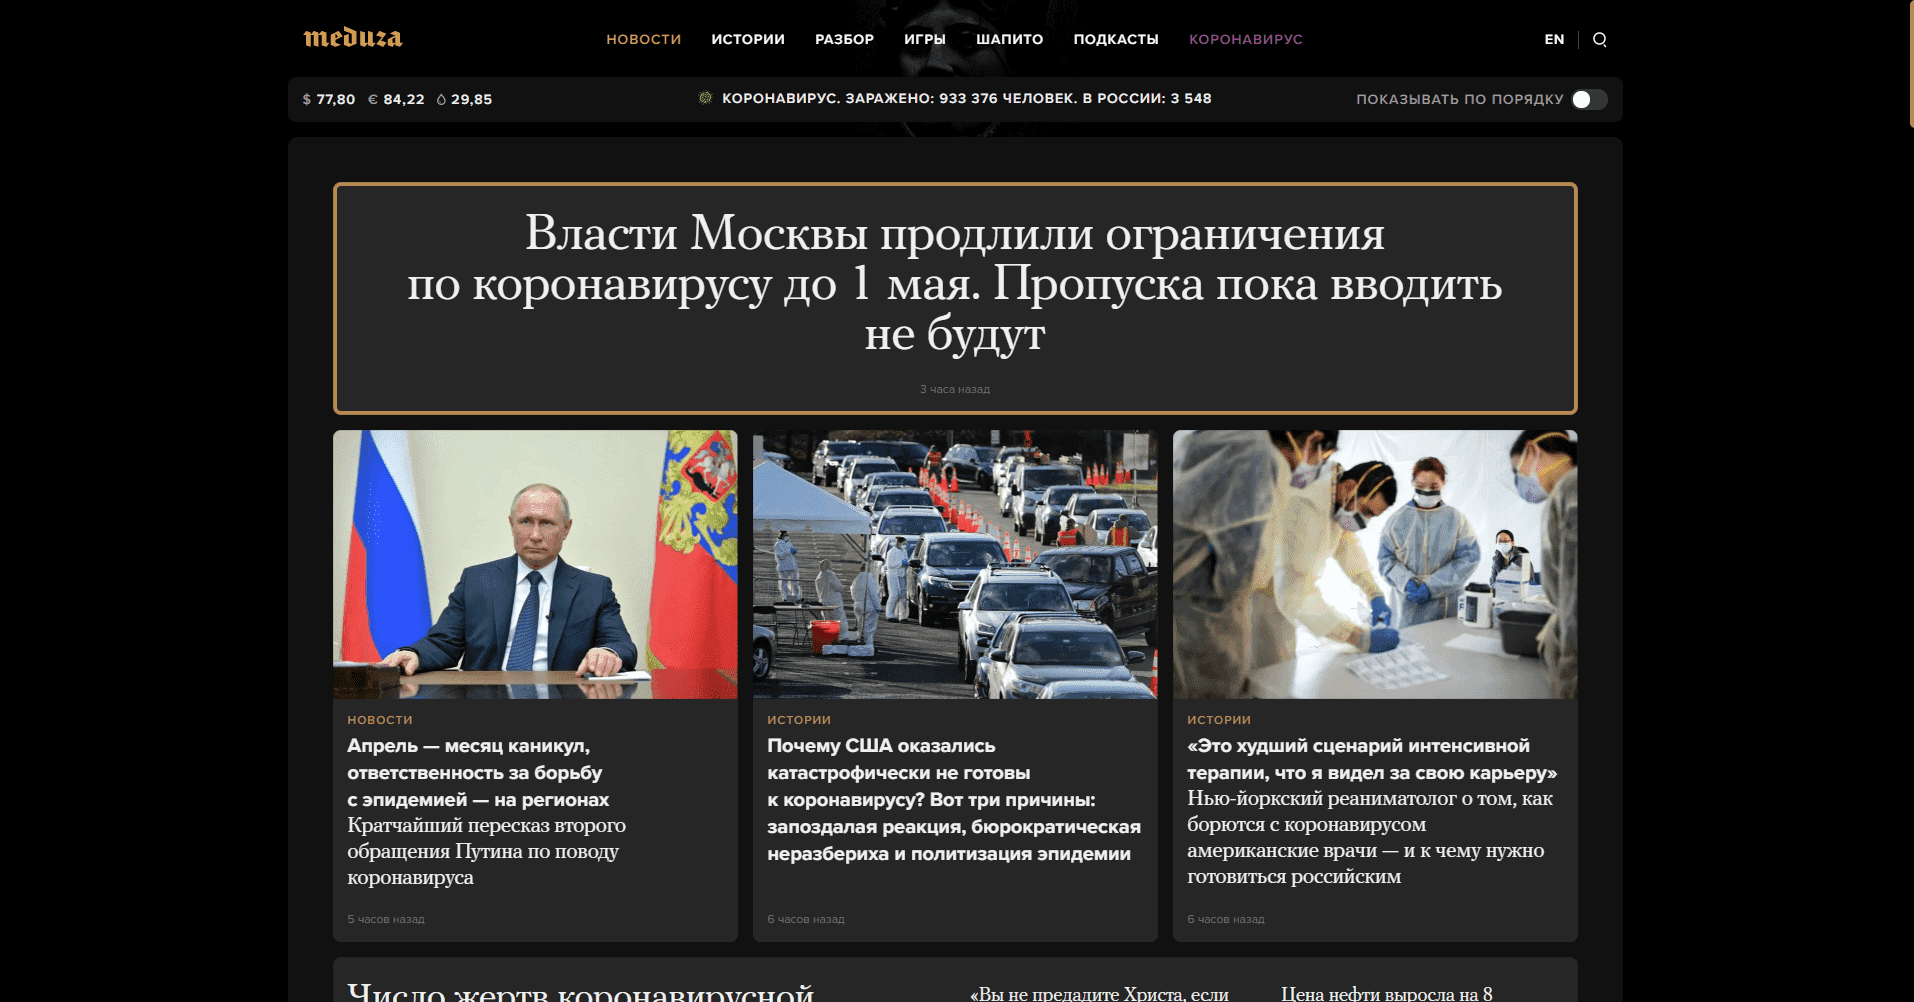 meduza
НОВОСТИ ИСТОРИИ РАЗБОР ИГРЫ ШАПИТО ПОДКАСТЫ КОРОНАВИРУС
EN
$ 77,80 € 84,22 29,85
КОРОНАВИРУС. ЗАРАЖЕНО: 933 376 ЧЕЛОВЕК. В РОССИИ: 3 548
ПОКАЗЫВАТЬ ПО ПОРЯДКУ
Власти Москвы продлили ограничения
по коронавирусу до 1 мая. Пропуска пока вводить
не будут
3 часа назад
НОВОСТИ
Апрель — месяц каникул,
ответственность за борьбу
с эпидемией — на регионах
Кратчайший пересказ второго
обращения Путина по поводу
коронавируса
5 часов назад
ИСТОРИИ
Почему США оказались
катастрофически не готовы
к коронавирусу? Вот три причины:
запоздалая реакция, бюрократическая
неразбериха и политизация эпидемии
6 часов назад
ИСТОРИИ
«Это худший сценарий интенсивной
терапии, что я видел за свою карьеру»
Нью-йоркский реаниматолог о том, как
борются с коронавирусом
американские врачи — и к чему нужно
готовиться российским
6 часов назад
Число жертв коронавирусной
«Вы не предадите Христа, если
Цена нефти выросла на 8